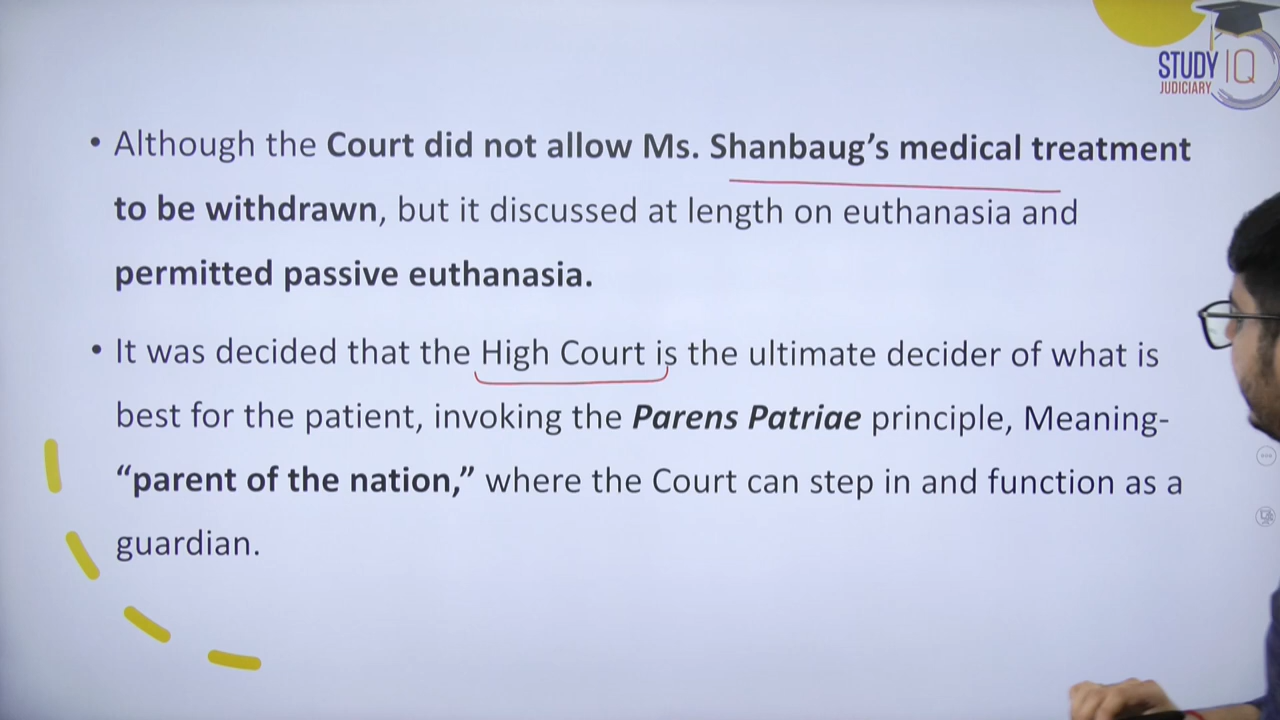 STUDY IQ
JUDICIARY
• Although the Court did not allow Ms. Shanbaug’s medical treatment
to be withdrawn, but it discussed at length on euthanasia and
permitted passive euthanasia.
• It was decided that the High Court is the ultimate decider of what is
best for the patient, invoking the Parens Patriae principle, Meaning-
“parent of the nation,” where the Court can step in and function as a
guardian.